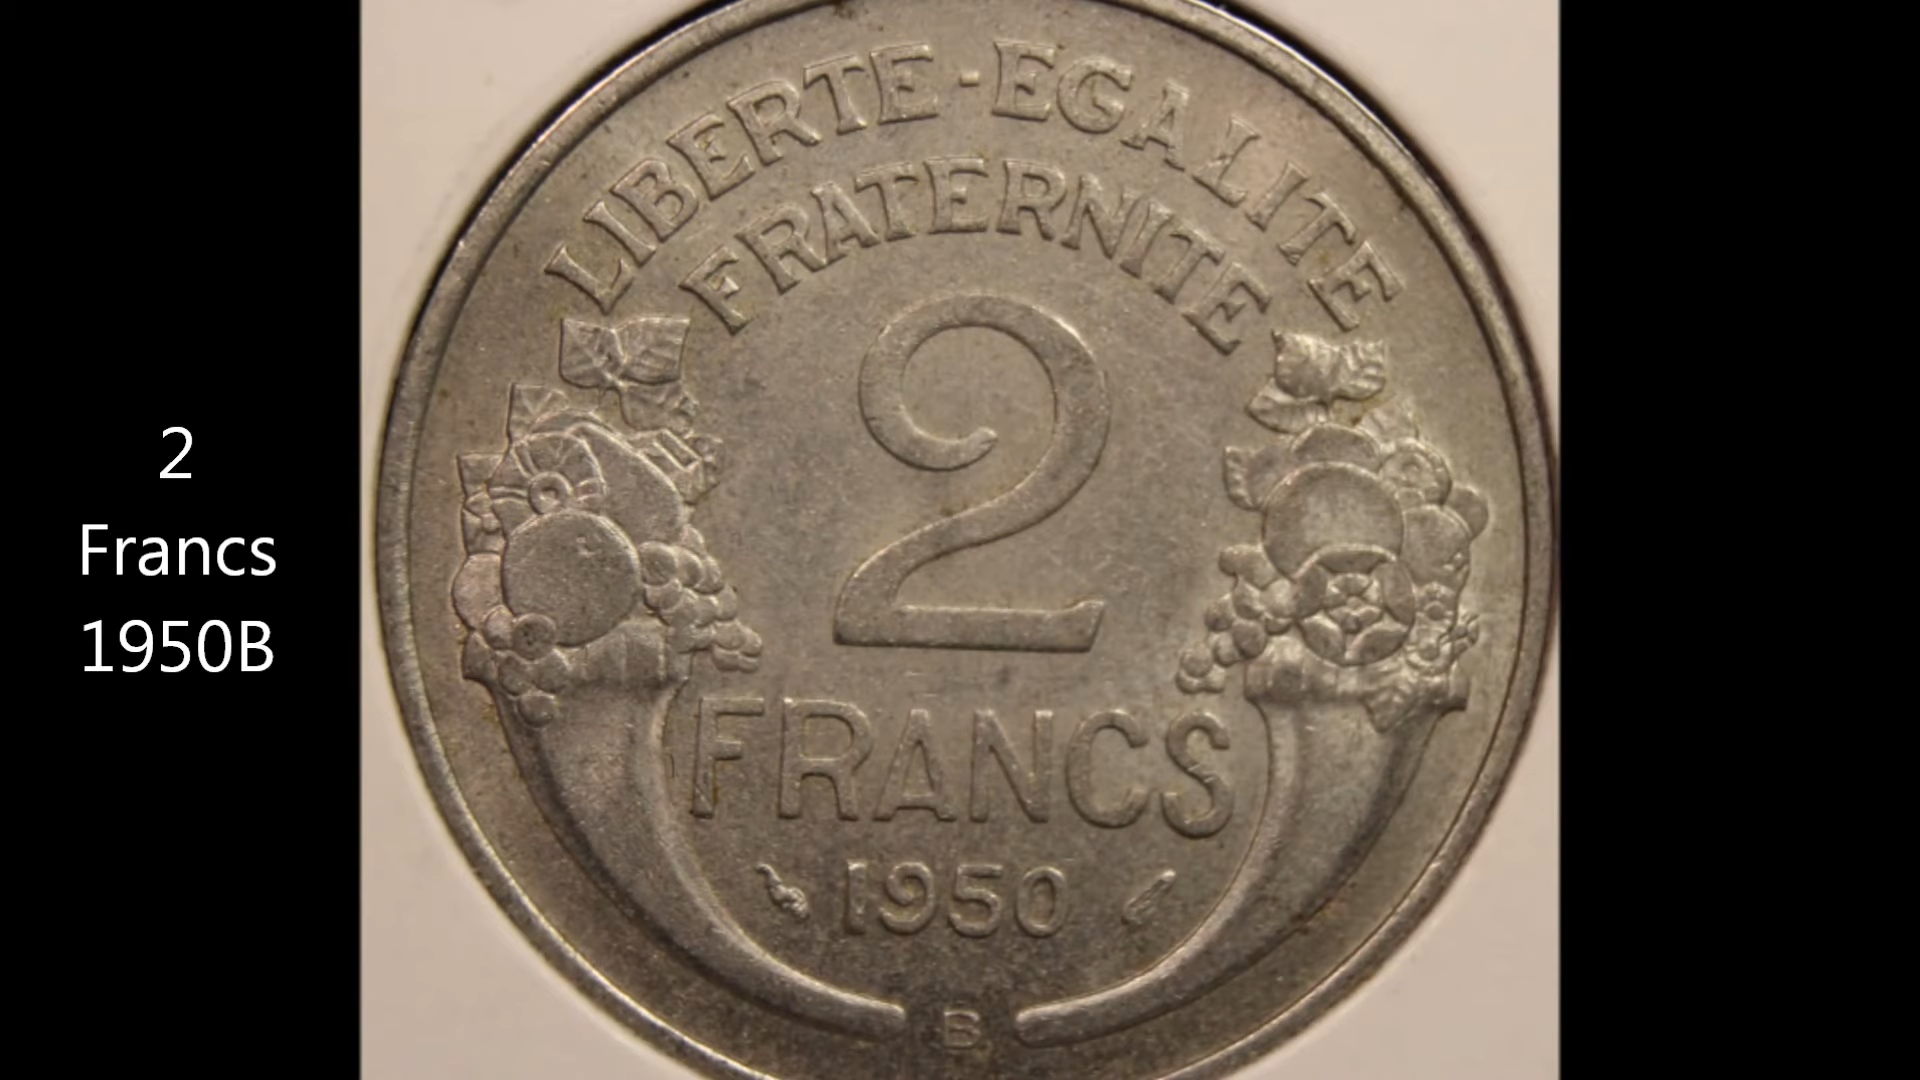 2
Francs
1950B
LIBERTE-EGALITE
FRATERNITE
2
FRANCS
1950
B